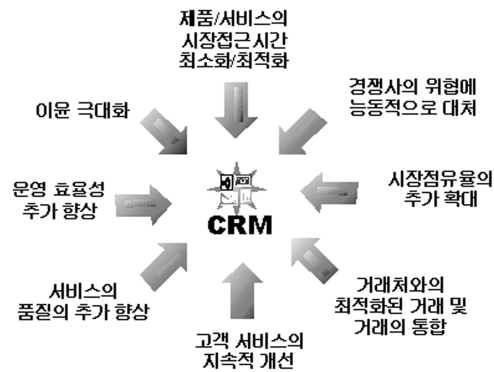 제품/서비스의
시장접근시간
최소화/최적화
경쟁사의 위협에
능동적으로 대처
시장점유율의
추가 확대
거래처와의
최적화된 거래 및
거래의 통합
고객 서비스의
지속적 개선
서비스의
품질의 추가 향상
운영 효율성
추가 향상
이윤 극대화
CRM